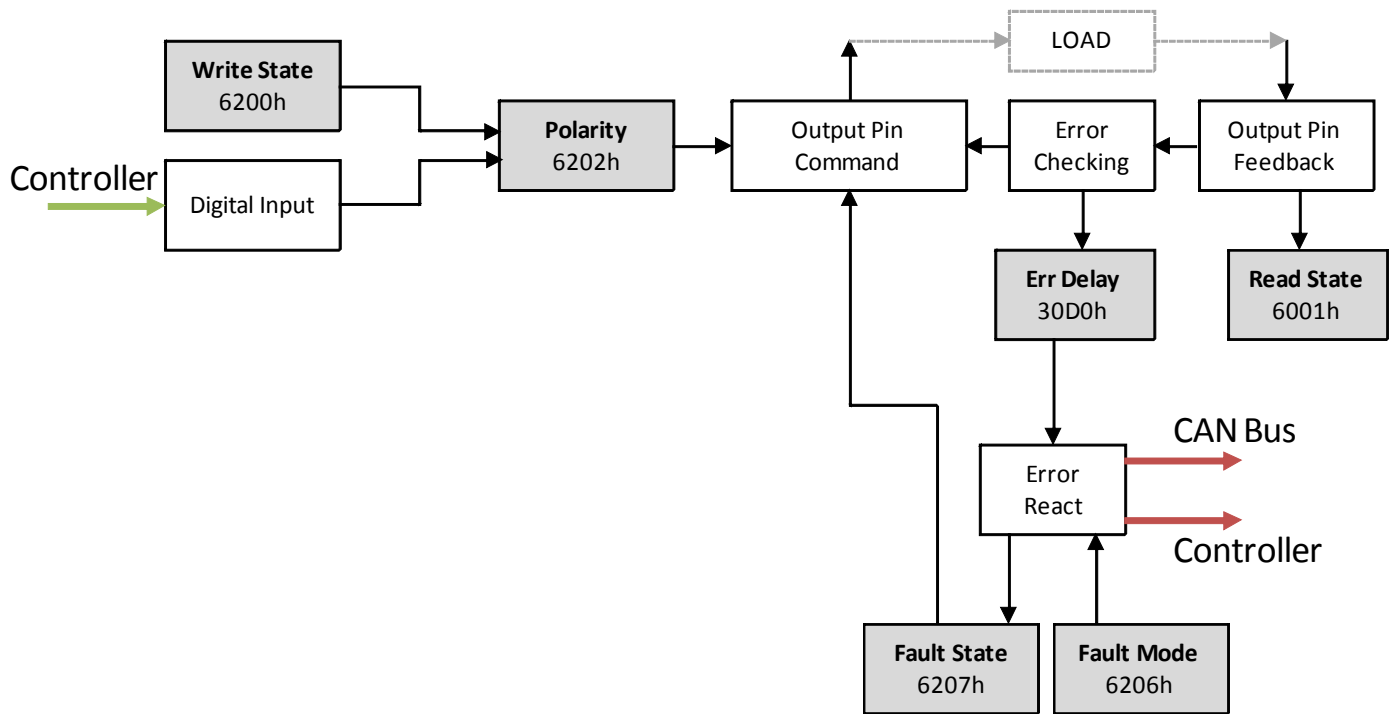 LOAD
Write State
6200h
Polarity
6202h
Output Pin
Command
Error
Checking
Output Pin
Feedback
Controller
Digital Input
Err Delay
30D0h
Read State
6001h
CAN Bus
Error
React
Controller
Fault State
6207h
Fault Mode
6206h